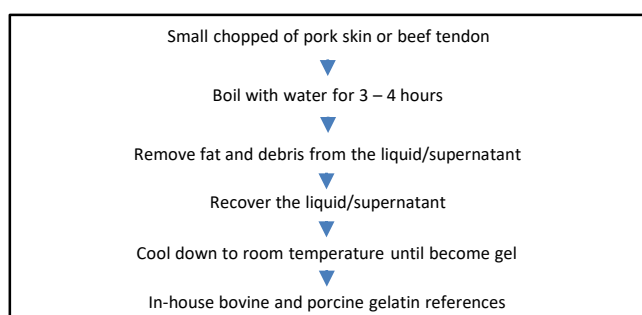 Small chopped of pork skin or beef tendon
Boil with water for 3 – 4 hours
Remove fat and debris from the liquid/supernatant
Recover the liquid/supernatant
Cool down to room temperature until become gel
In-house bovine and porcine gelatin references